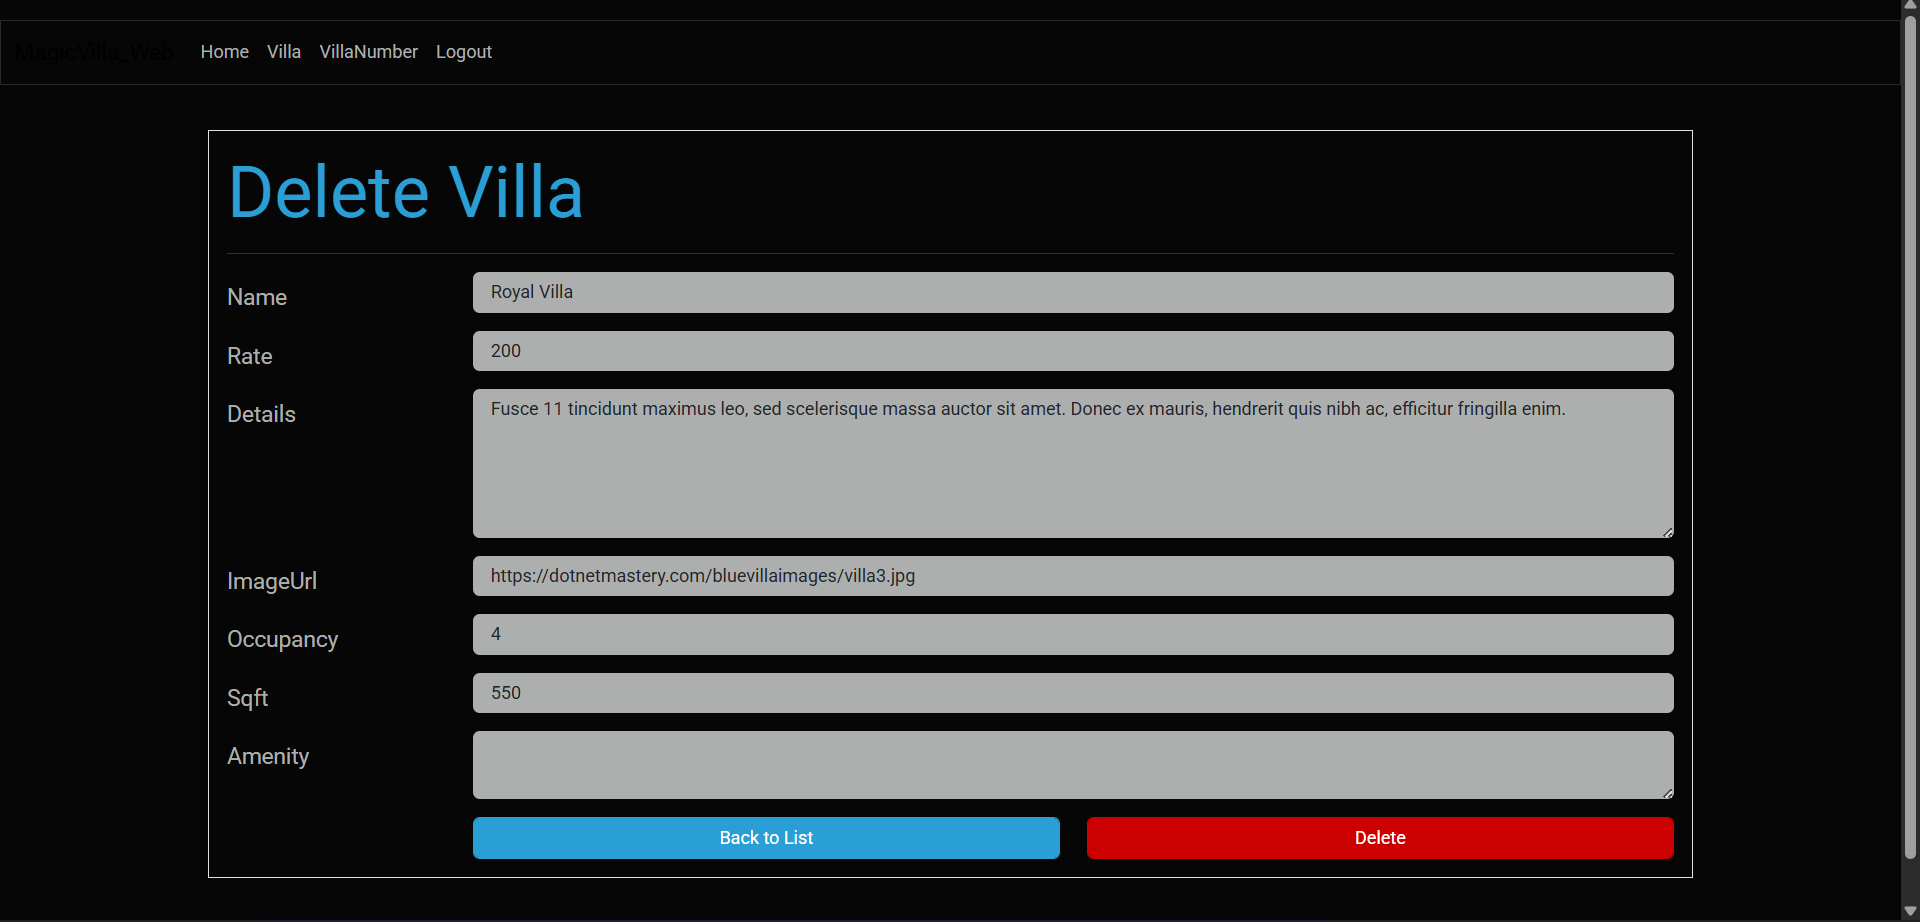 MagicVilla_Web Home Villa VillaNumber Logout
Delete Villa
Name Royal Villa
Rate 200
Details Fusce 11 tincidunt maximus leo, sed scelerisque massa auctor sit amet. Donec ex mauris, hendrerit quis nibh ac, efficitur fringilla enim.
ImageUrl https://dotnetmastery.com/bluevillaimages/villa3.jpg
Occupancy 4
Sqft 550
Amenity
Back to List Delete